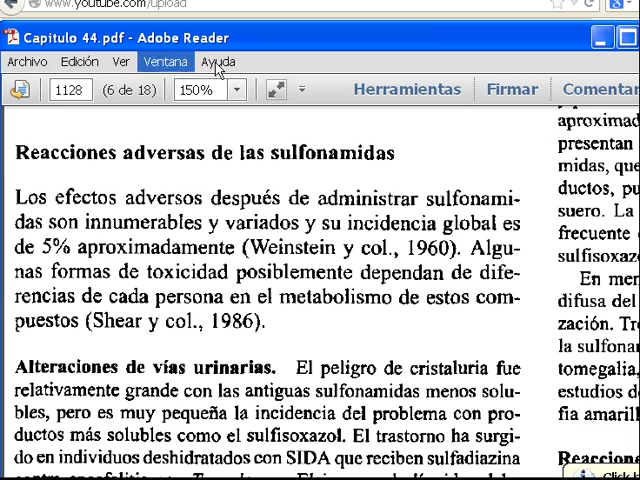 www.youtube.com/upload
Capitulo 44.pdf - Adobe Reader
Archivo Edición Ver Ventana Ayuda
1128 (6 de 18) 150% Herramientas Firmar Comentar
Reacciones adversas de las sulfonamidas
Los efectos adversos después de administrar sulfonami-
das son innumerables y variados y su incidencia global es
de 5% aproximadamente (Weinstein y col., 1960). Algu-
nas formas de toxicidad posiblemente dependan de dife-
rencias de cada persona en el metabolismo de estos com-
puestos (Shear y col., 1986).
Alteraciones de vías urinarias. El peligro de cristaluria fue
relativamente grande con las antiguas sulfonamidas menos solu-
bles, pero es muy pequeña la incidencia del problema con pro-
ductos más solubles como el sulfisoxazol. El trastorno ha surgi-
do en individuos deshidratados con SIDA que reciben sulfadiazina
aproximad
presentan
midas, que
ductos, pu
suero. La
frecuente
sulfisoxazo
En men
difusa del
zación. Tr
la sulfona
tomegalia,
estudios d
fia amarill
Reaccione
Click h